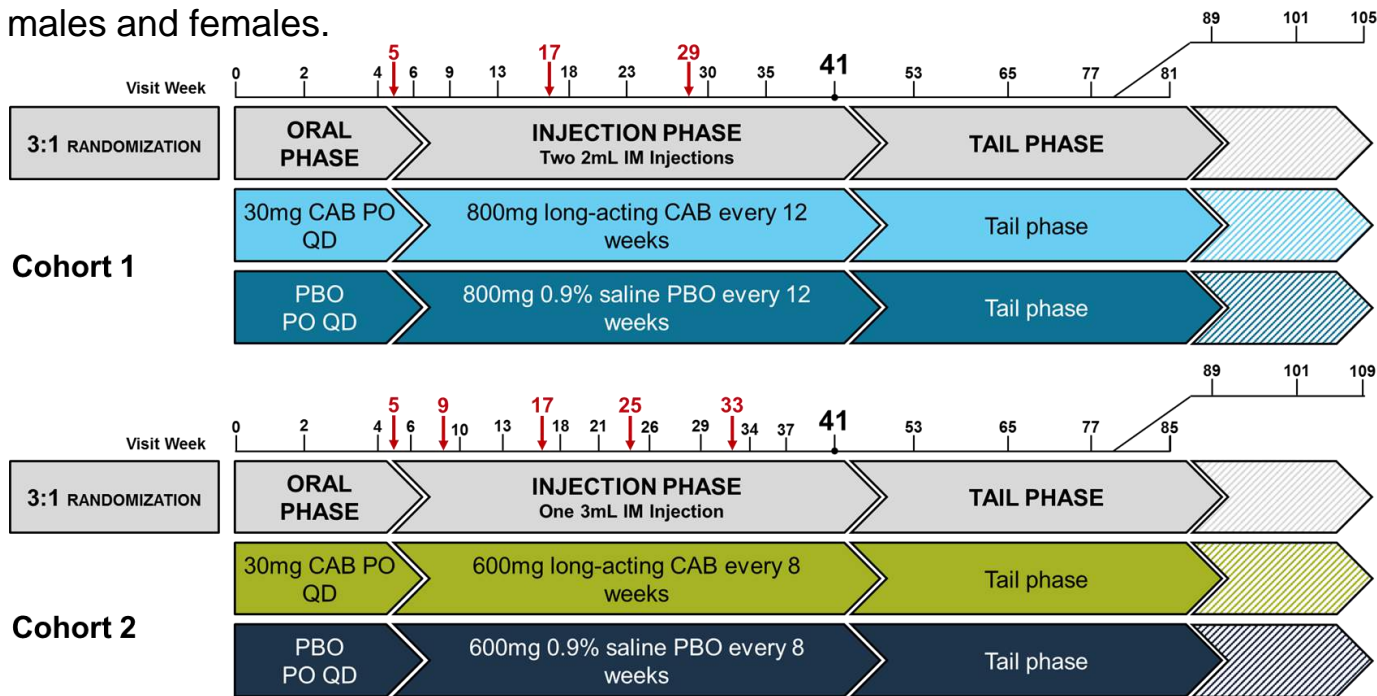 males and females.
89 101 105
5 17 29
0 2 4 6 9 13 18 23 30 35 41 53 65 77 81
Visit Week
3:1 RANDOMIZATION
ORAL
PHASE
INJECTION PHASE
Two 2mL IM Injections
TAIL PHASE
Cohort 1
30mg CAB PO
QD
800mg long-acting CAB every 12
weeks
Tail phase
PBO
PO QD
800mg 0.9% saline PBO every 12
weeks
Tail phase
89 101 109
5 9 17 25 33
0 2 4 6 10 13 18 21 26 29 34 37 41 53 65 77 85
Visit Week
3:1 RANDOMIZATION
ORAL
PHASE
INJECTION PHASE
One 3mL IM Injection
TAIL PHASE
Cohort 2
30mg CAB PO
QD
600mg long-acting CAB every 8
weeks
Tail phase
PBO
PO QD
600mg 0.9% saline PBO every 8
weeks
Tail phase